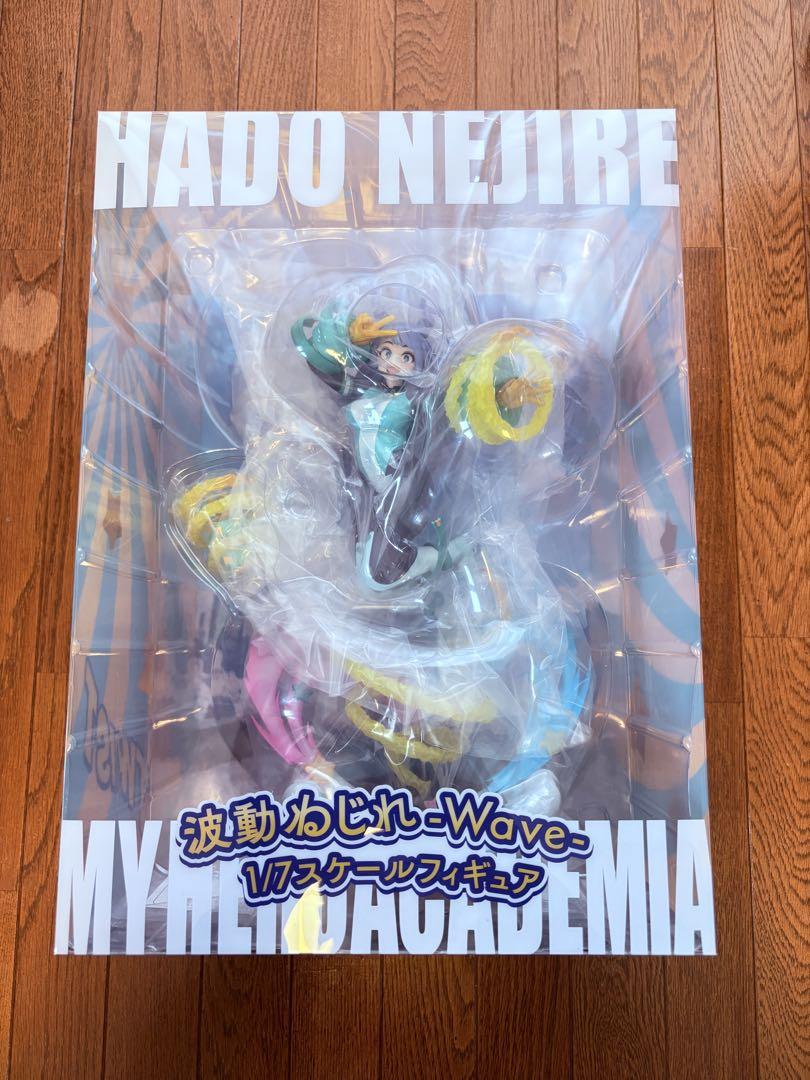 HADO NEJIRE
TWIST
波動ねじれ -Wave-
1/7スケールフィギュア
MY HERO ACADEMIA